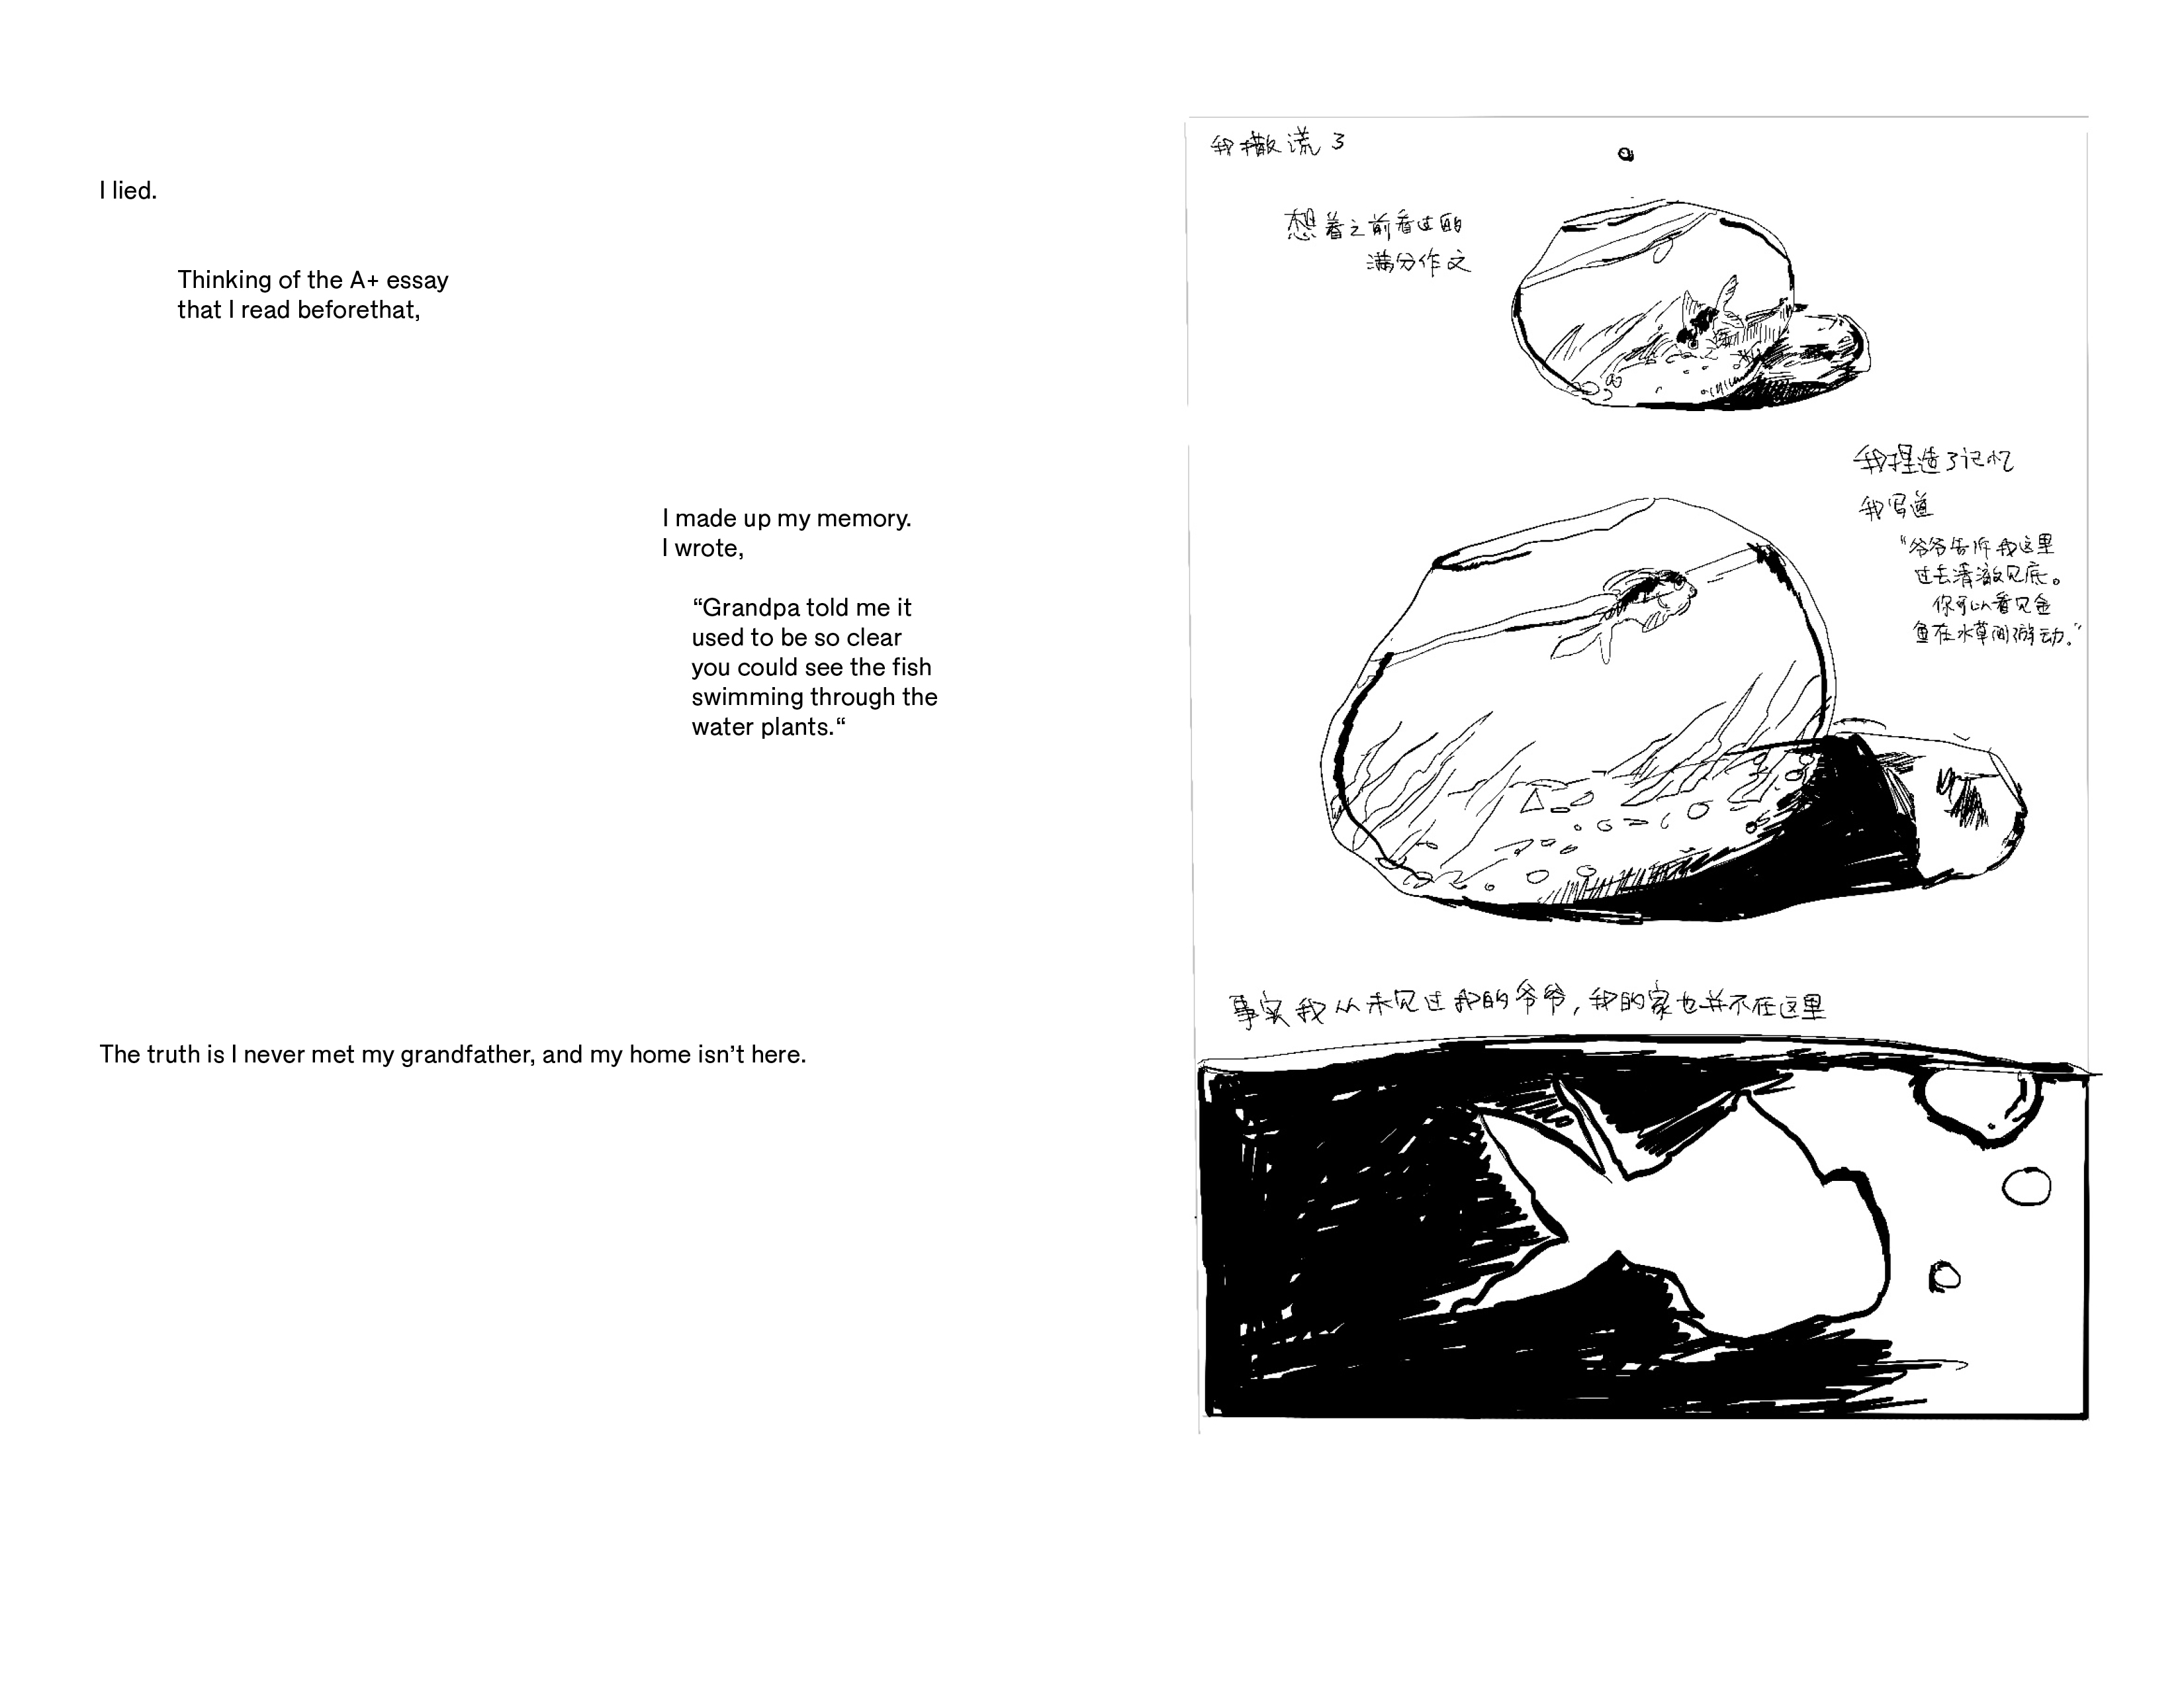 I lied.
Thinking of the A+ essay
that I read beforethat,
I made up my memory.
I wrote,
“Grandpa told me it
used to be so clear
you could see the fish
swimming through the
water plants.“
The truth is I never met my grandfather, and my home isn’t here.
我撒谎了
想着之前看过的
满分作文
我捏造了记忆
我写道
“爷爷告诉我这里
过去清澈见底。
你可以看见金
鱼在水草间游动。”
事实我从未见过我的爷爷，我的家也并不在这里